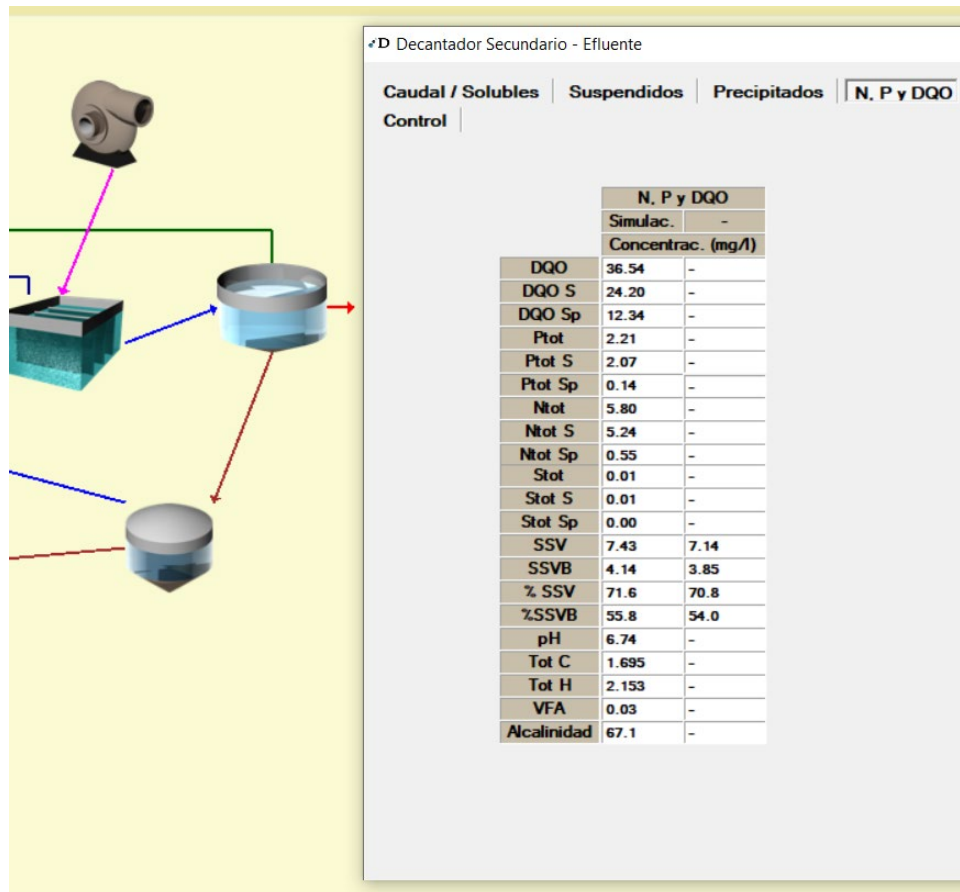 D Decantador Secundario - Efluente
Caudal / Solubles Suspendidos Precipitados N, P y DQO
Control
N, P y DQO
Simulac. -
Concentrac. (mg/l)
DQO 36.54 -
DQO S 24.20 -
DQO Sp 12.34 -
Ptot 2.21 -
Ptot S 2.07 -
Ptot Sp 0.14 -
Ntot 5.80 -
Ntot S 5.24 -
Ntot Sp 0.55 -
Stot 0.01 -
Stot S 0.01 -
Stot Sp 0.00 -
SSV 7.43 7.14
SSVB 4.14 3.85
% SSV 71.6 70.8
%SSVB 55.8 54.0
pH 6.74 -
Tot C 1.695 -
Tot H 2.153 -
VFA 0.03 -
Alcalinidad 67.1 -